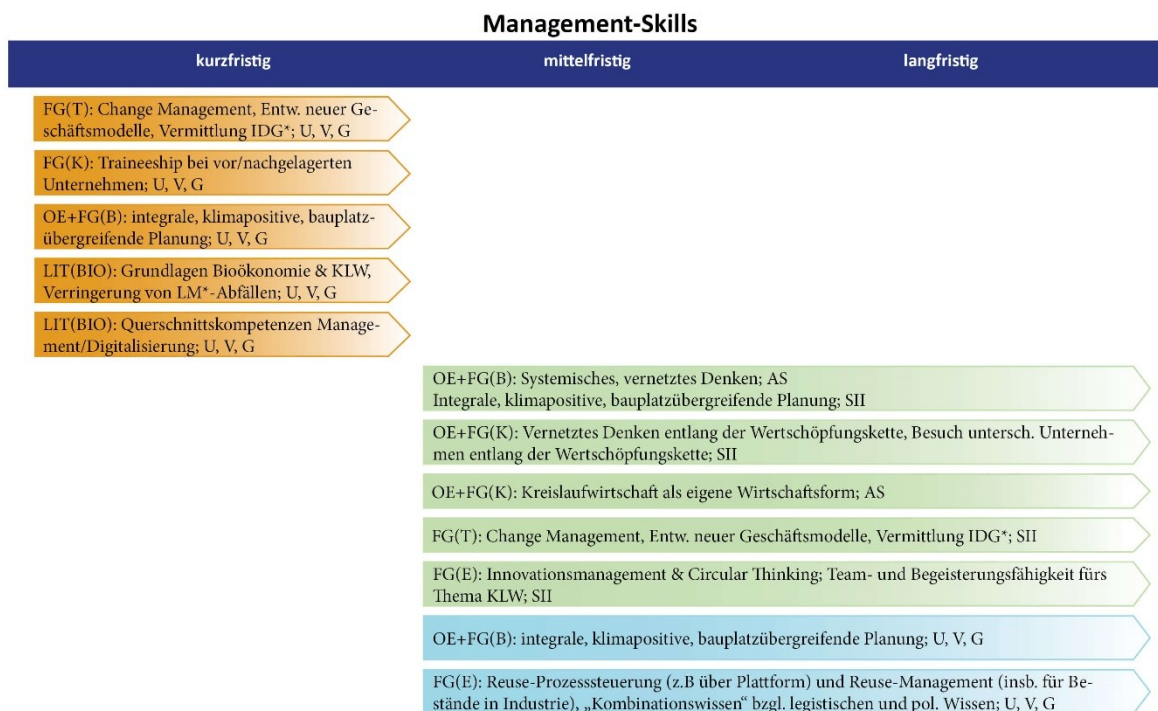 Management-Skills
kurzfristig mittelfristig langfristig
FG(T): Change Management, Entw. neuer Ge-
schäftsmodelle, Vermittlung IDG*; U, V, G
FG(K): Traineeship bei vor/nachgelagerten
Unternehmen; U, V, G
OE+FG(B): integrale, klimapositive, bauplatz-
übergreifende Planung; U, V, G
LIT(BIO): Grundlagen Bioökonomie & KLW,
Verringerung von LM*-Abfällen; U, V, G
LIT(BIO): Querschnittskompetenzen Manage-
ment/Digitalisierung; U, V, G
OE+FG(B): Systemisches, vernetztes Denken; AS
Integrale, klimapositive, bauplatzübergreifende Planung; SII
OE+FG(K): Vernetztes Denken entlang der Wertschöpfungskette, Besuch untersch. Unterneh-
men entlang der Wertschöpfungskette; SII
OE+FG(K): Kreislaufwirtschaft als eigene Wirtschaftsform; AS
FG(T): Change Management, Entw. neuer Geschäftsmodelle, Vermittlung IDG*; SII
FG(E): Innovationsmanagement & Circular Thinking; Team- und Begeisterungsfähigkeit fürs
Thema KLW; SII
OE+FG(B): integrale, klimapositive, bauplatzübergreifende Planung; U, V, G
FG(E): Reuse-Prozesssteuerung (z.B über Plattform) und Reuse-Management (insb. für Be-
stände in Industrie), „Kombinationswissen“ bzgl. legistischen und pol. Wissen; U, V, G